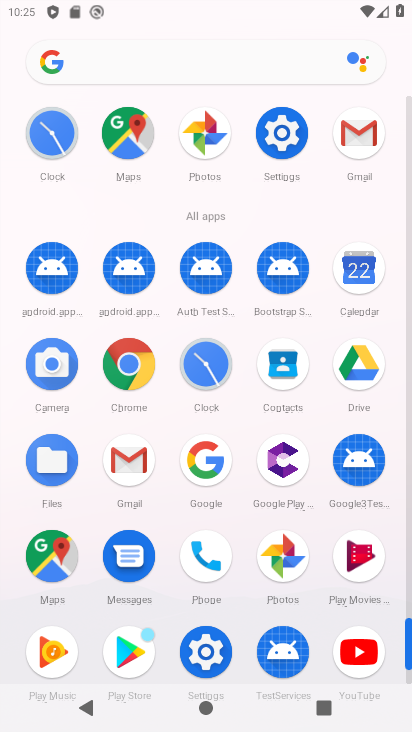 10:25
Clock Maps Photos Settings Gmail
All apps
android.app... android.app... Auth Test S... Bootstrap S... Calendar
22
Camera Chrome Clock Contacts Drive
Files Gmail Google Google Play ... Google3Tes...
Maps Messages Phone Photos Play Movies ...
Play Music Play Store Settings TestServices YouTube